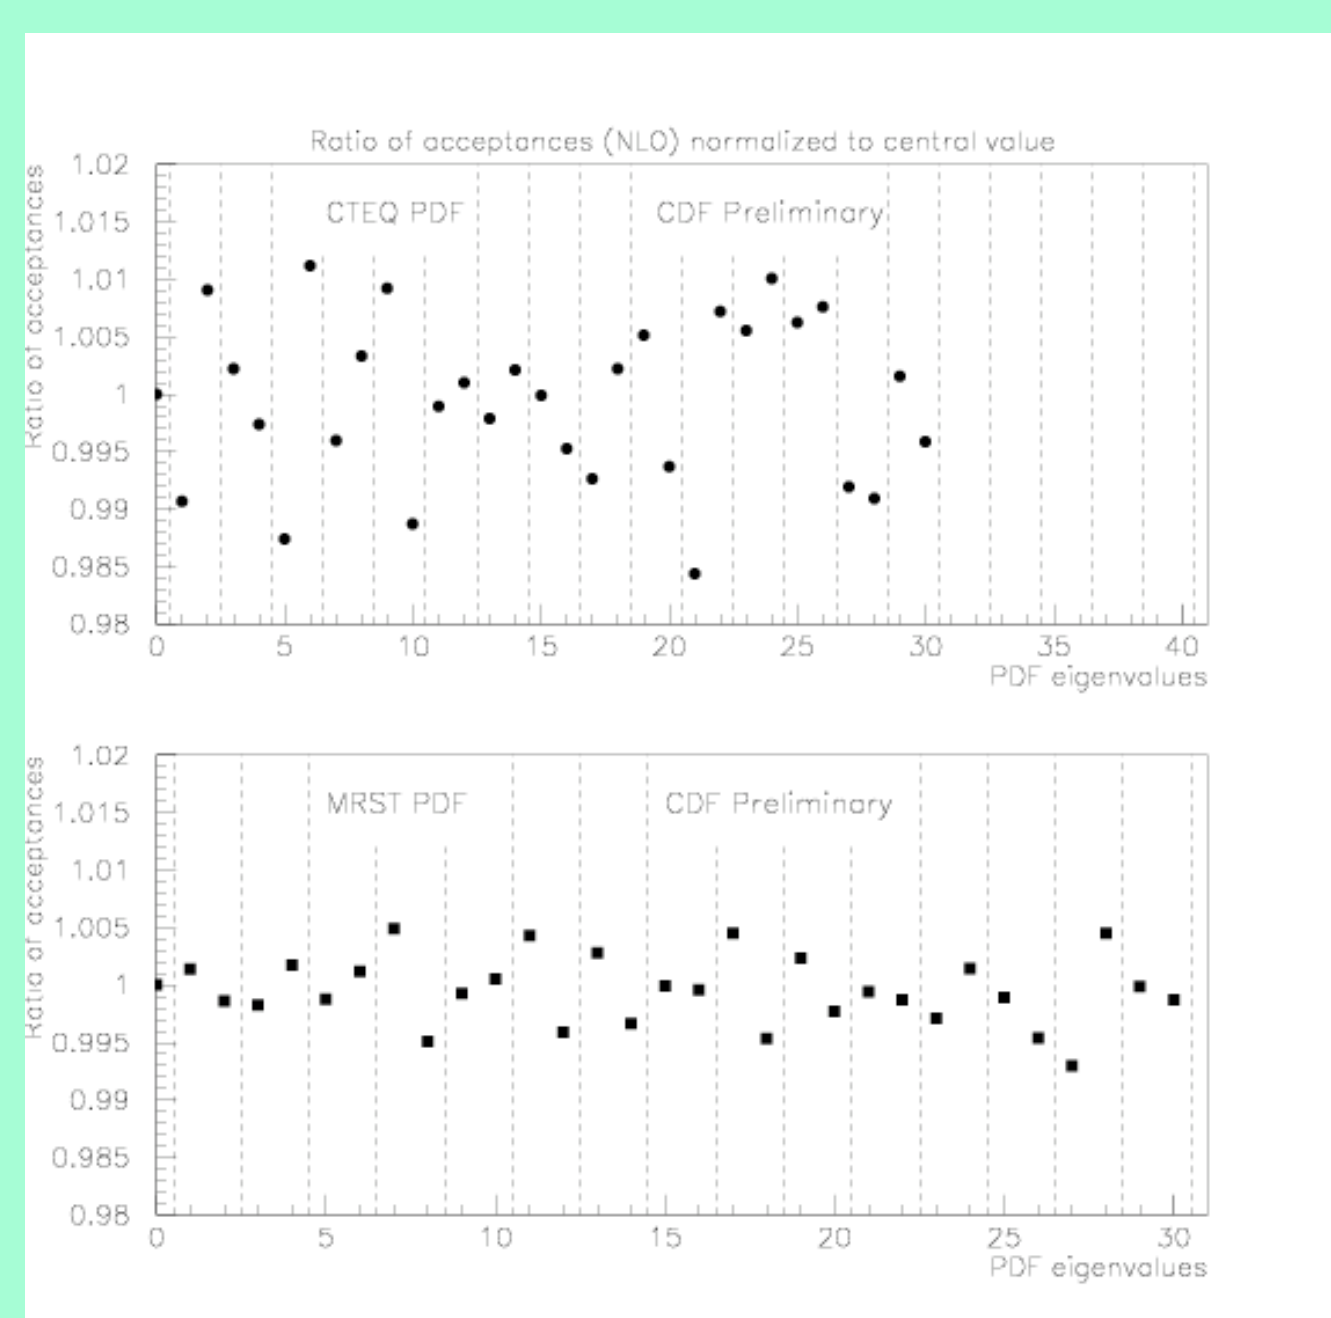 Ratio of acceptances (NLO) normalized to central value
Ratio of acceptances
1.02
1.015
1.01
1.005
1
0.995
0.99
0.985
0.98
CTEQ PDF CDF Preliminary
0 5 10 15 20 25 30 35 40
PDF eigenvalues
Ratio of acceptances
1.02
1.015
1.01
1.005
1
0.995
0.99
0.985
0.98
MRST PDF CDF Preliminary
0 5 10 15 20 25 30
PDF eigenvalues